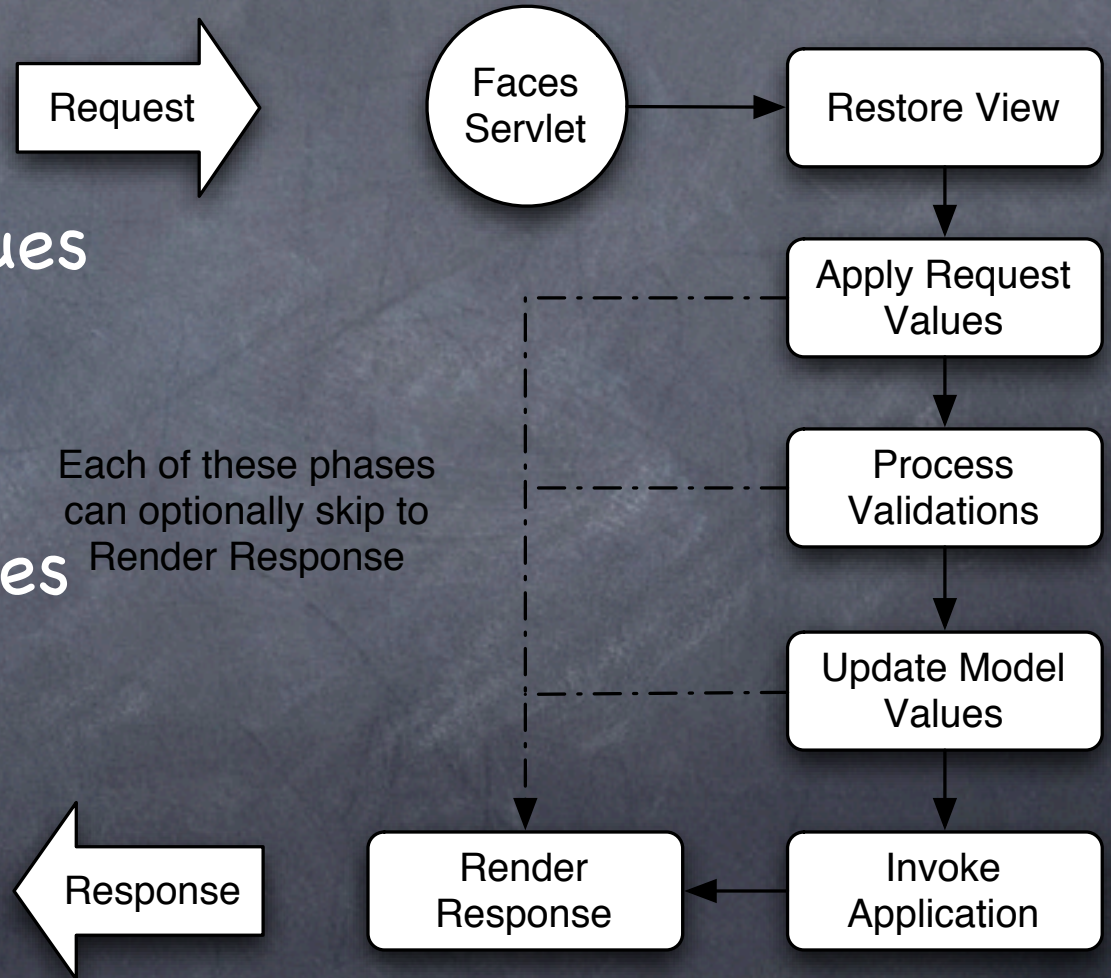 Request
Faces
Servlet
Restore View
ues
Apply Request
Values
Each of these phases
can optionally skip to
Render Response
es
Process
Validations
Update Model
Values
Response
Render
Response
Invoke
Application